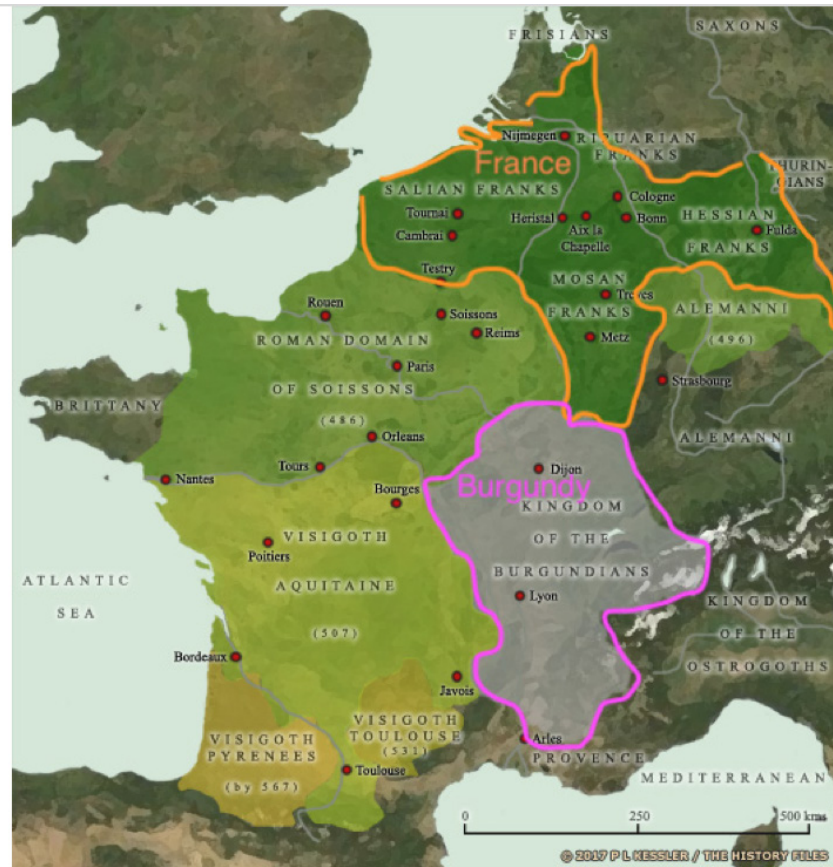 FRISIANS
SAXONS
Nijmegen
RIPUARIAN
FRANKS
France
THURIN-
GIANS
SALIAN FRANKS
Cologne
Tournai
Heristal
Aix la
Chapelle
Bonn
HESSIAN
FRANKS
Fulda
Cambrai
Testry
MOSAN
FRANKS
Treves
Rouen
Soissons
Reims
ALEMANNI
(496)
ROMAN DOMAIN
OF SOISSONS
(486)
Metz
Paris
Strasbourg
BRITTANY
Orleans
ALEMANNI
Tours
Nantes
Dijon
Burgundy
Bourges
KINGDOM
OF THE
BURGUNDIANS
VISIGOTH
AQUITAINE
(507)
Poitiers
ATLANTIC
SEA
Lyon
KINGDOM
OF THE
OSTROGOTHS
Bordeaux
Javois
VISIGOTH
TOULOUSE
(531)
VISIGOTH
PYRENEES
(by 567)
Arles
PROVENCE
Toulouse
MEDITERRANEAN
0 250 500 kms
© 2017 P L KESSLER / THE HISTORY FILES